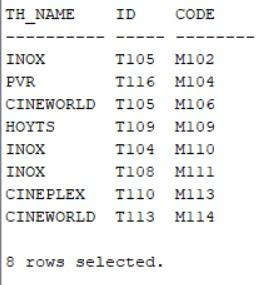 TH_NAME ID CODE
---------- ----- --------
INOX T105 M102
PVR T116 M104
CINEWORLD T105 M106
HOYTS T109 M109
INOX T104 M110
INOX T108 M111
CINEPLEX T110 M113
CINEWORLD T113 M114
8 rows selected.